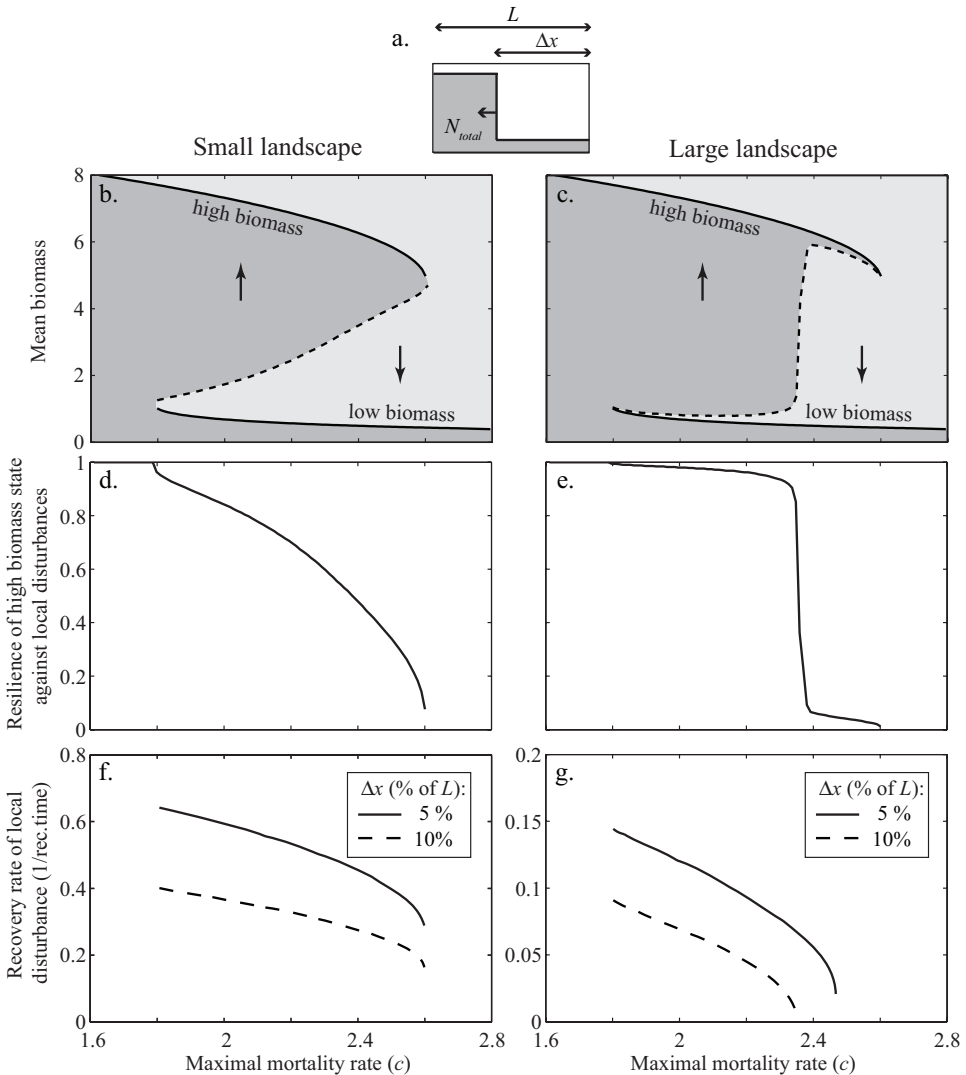 a.
L
Δx
N_total
Small landscape
Large landscape
Mean biomass
8
6
4
2
0
b.
high biomass
low biomass
c.
high biomass
low biomass
Resilience of high biomass state
against local disturbances
1
0.8
0.6
0.4
0.2
0
d.
e.
Recovery rate of local
disturbance (1/rec.time)
0.8
0.6
0.4
0.2
0
f.
Δx (% of L):
5 %
10%
1.6
2
2.4
2.8
Maximal mortality rate (c)
0.2
0.15
0.1
0.05
0
g.
Δx (% of L):
5 %
10%
1.6
2
2.4
2.8
Maximal mortality rate (c)